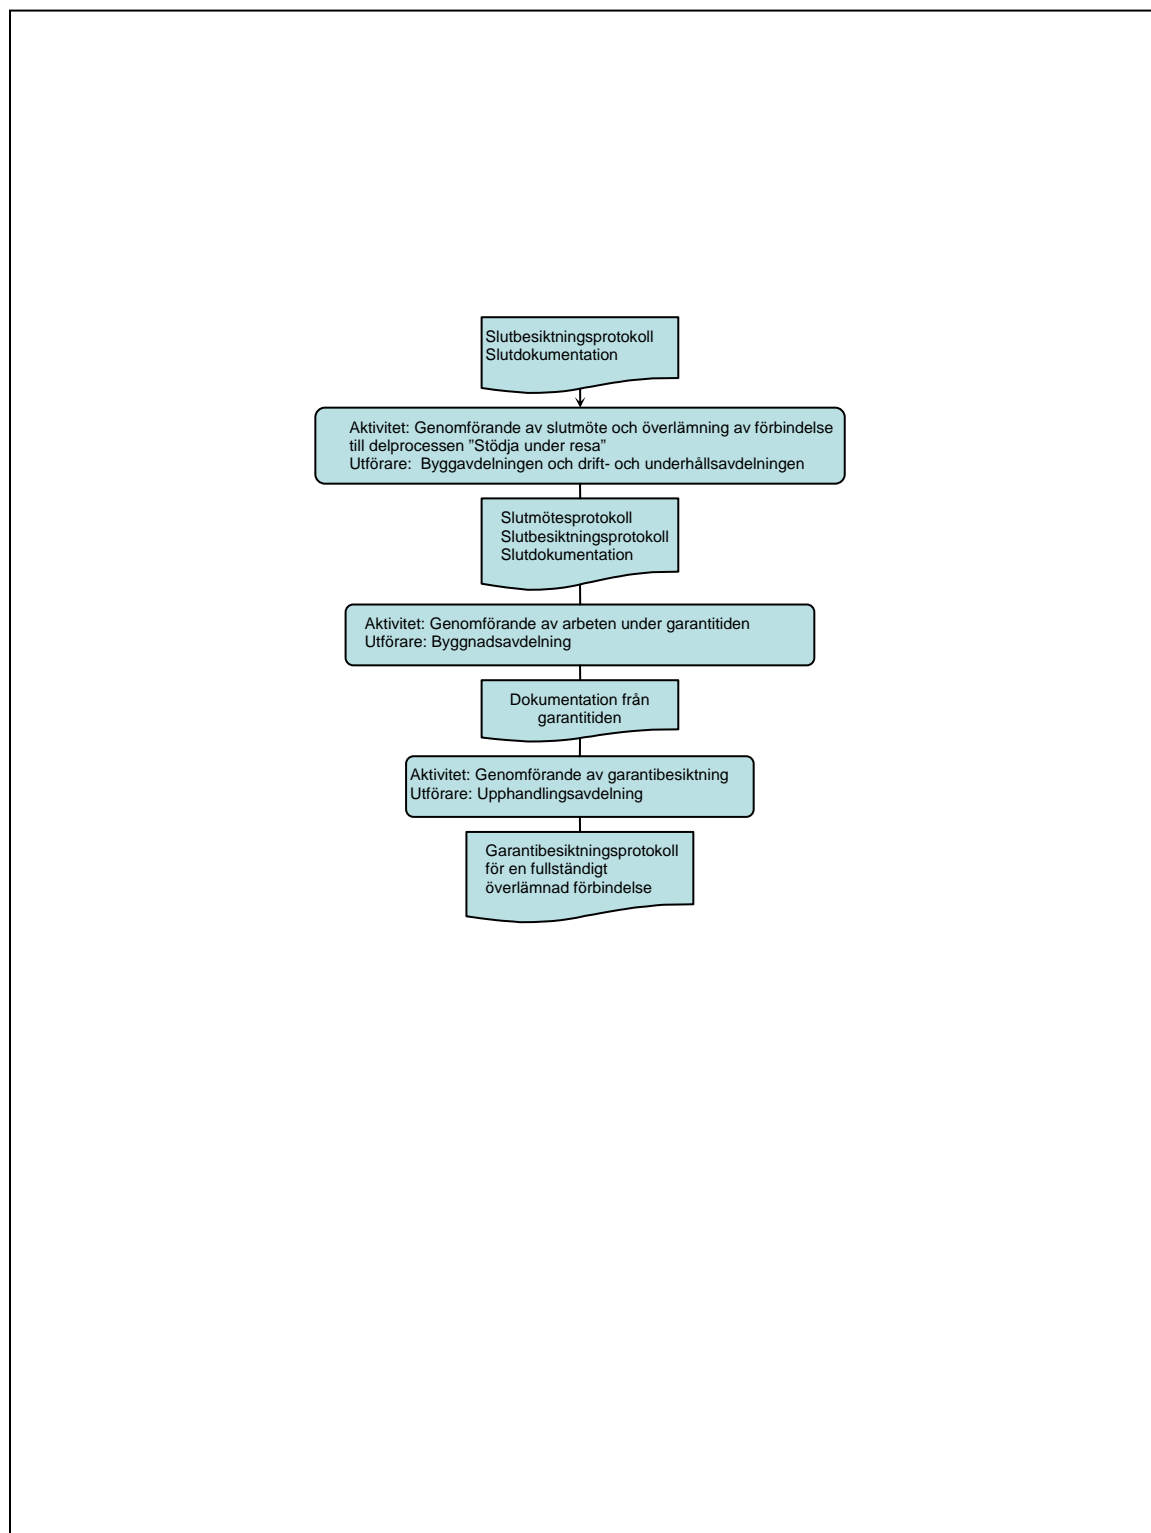 Slutbesiktningsprotokoll
Slutdokumentation
Aktivitet: Genomförande av slutmöte och överlämning av förbindelse
till delprocessen ”Stödja under resa”
Utförare:  Byggavdelningen och drift- och underhållsavdelningen
Slutmötesprotokoll
Slutbesiktningsprotokoll
Slutdokumentation
Aktivitet: Genomförande av arbeten under garantitiden
Utförare: Byggnadsavdelning
Dokumentation från
garantitiden
Aktivitet: Genomförande av garantibesiktning
Utförare: Upphandlingsavdelning
Garantibesiktningsprotokoll
för en fullständigt
överlämnad förbindelse